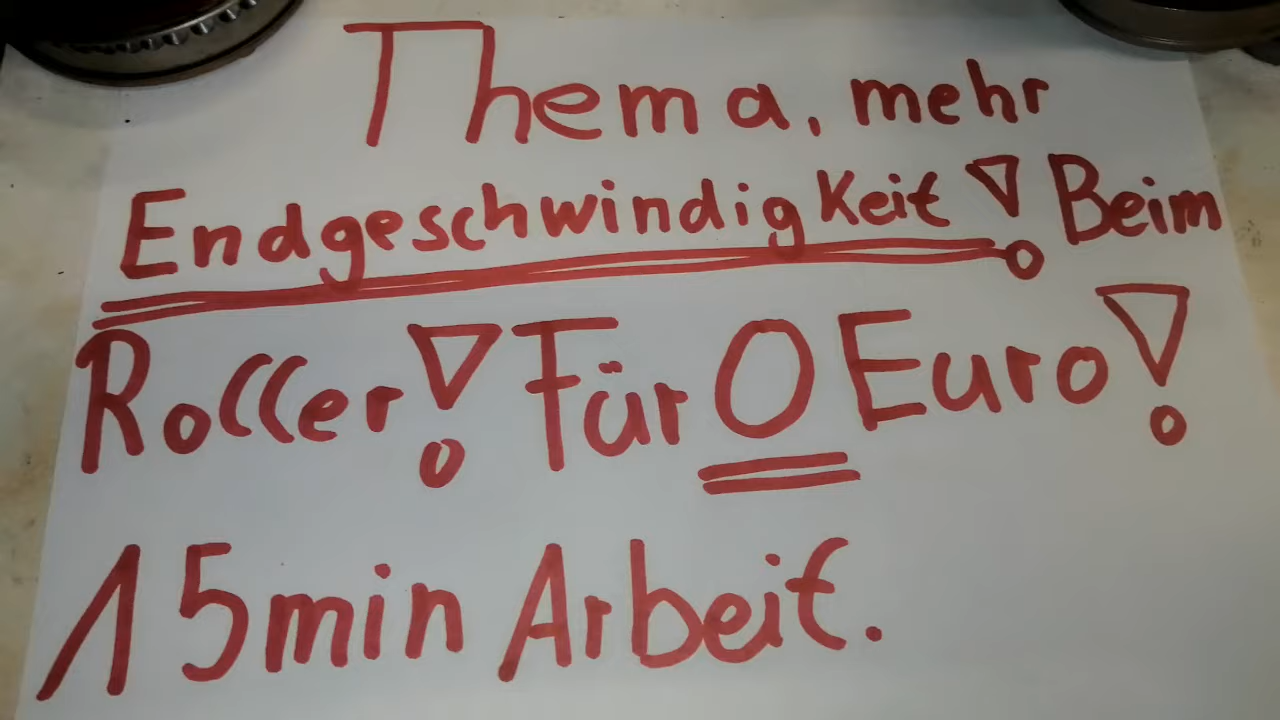 Thema, mehr
Endgeschwindigkeit! Beim
Roller! Für 0 Euro!
15min Arbeit.